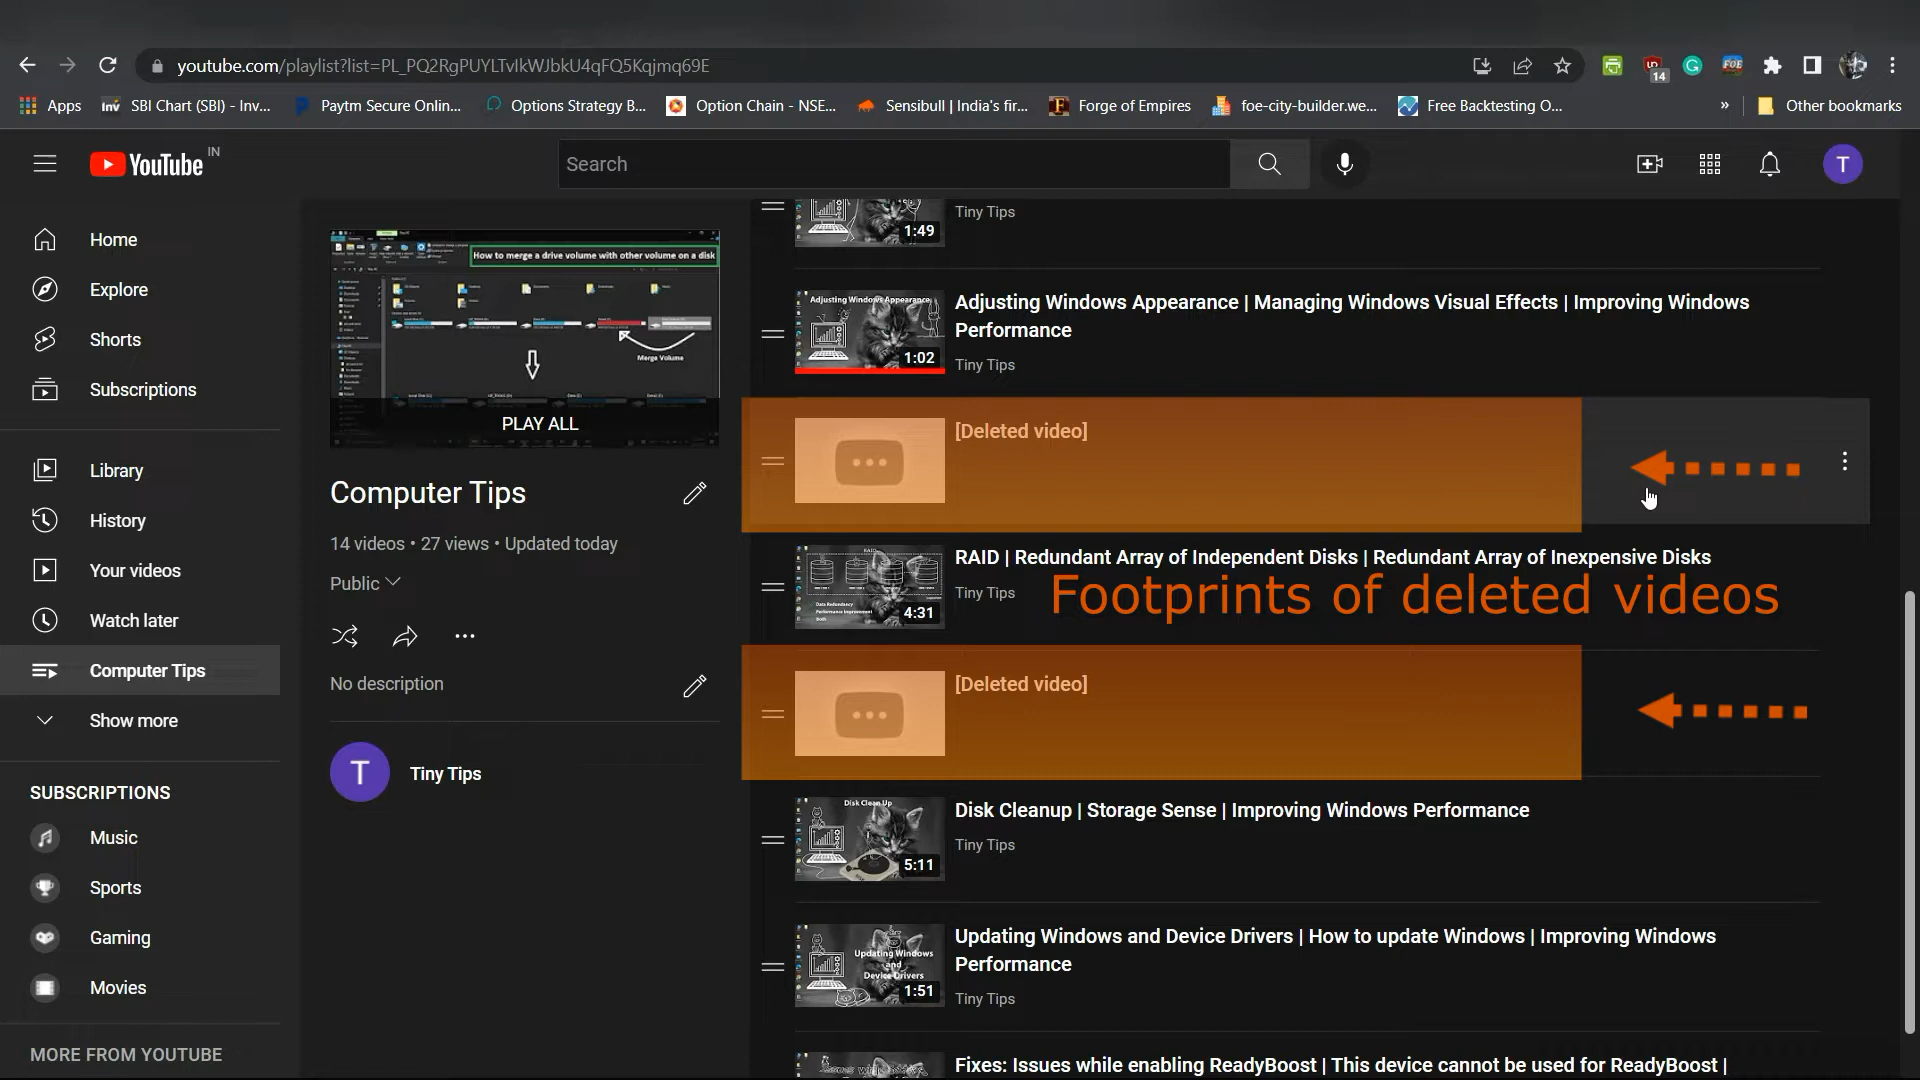 youtube.com/playlist?list=PL_PQ2RgPUYLTvlkWJbkU4qFQ5Kqjmq69E
14
FOE
Apps
SBI Chart (SBI) - Inv...
Paytm Secure Onlin...
Options Strategy B...
Option Chain - NSE...
Sensibull | India's fir...
Forge of Empires
foe-city-builder.we...
Free Backtesting O...
»
Other bookmarks
YouTube IN
Search
T
Home
Explore
Shorts
Subscriptions
Library
History
Your videos
Watch later
Computer Tips
Show more
SUBSCRIPTIONS
Music
Sports
Gaming
Movies
MORE FROM YOUTUBE
How to merge a drive volume with other volume on a disk
Merge Volume
PLAY ALL
Computer Tips
14 videos • 27 views • Updated today
Public
No description
T
Tiny Tips
1:49
Tiny Tips
Adjusting Windows Appearance
1:02
Adjusting Windows Appearance | Managing Windows Visual Effects | Improving Windows
Performance
Tiny Tips
[Deleted video]
RAID
Data Redundancy
Performance Improvement
Both
4:31
RAID | Redundant Array of Independent Disks | Redundant Array of Inexpensive Disks
Tiny Tips
Footprints of deleted videos
[Deleted video]
Disk Clean Up
5:11
Disk Cleanup | Storage Sense | Improving Windows Performance
Tiny Tips
Updating Windows
and
Device Drivers
1:51
Updating Windows and Device Drivers | How to update Windows | Improving Windows
Performance
Tiny Tips
Fixes: Issues while enabling ReadyBoost | This device cannot be used for ReadyBoost |